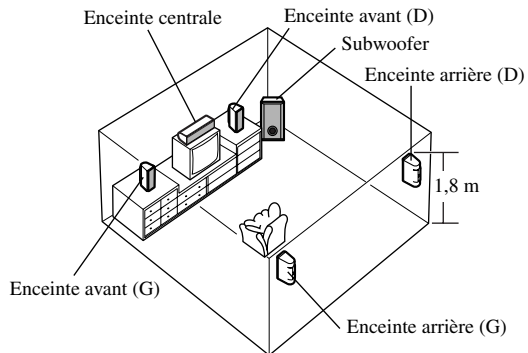 Enceinte centrale
Enceinte avant (D)
Subwoofer
Enceinte arrière (D)
1,8 m
Enceinte avant (G)
Enceinte arrière (G)